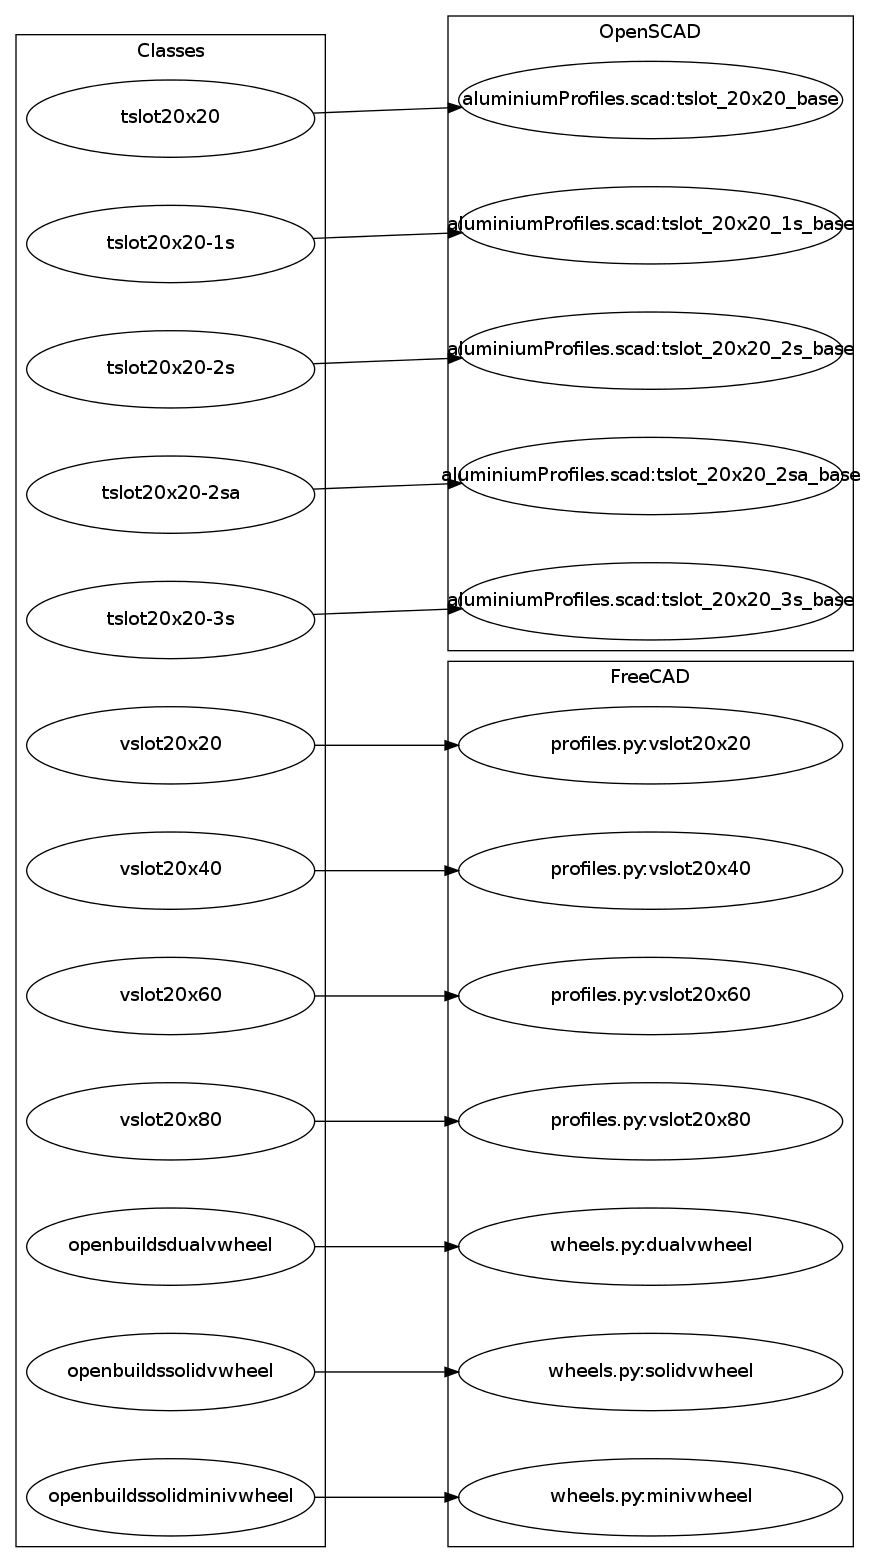 Classes
tslot20x20
tslot20x20-1s
tslot20x20-2s
tslot20x20-2sa
tslot20x20-3s
vslot20x20
vslot20x40
vslot20x60
vslot20x80
openbuildsdualvwheel
openbuildssolidvwheel
openbuildssolidminivwheel
OpenSCAD
aluminiumProfiles.scad:tslot_20x20_base
aluminiumProfiles.scad:tslot_20x20_1s_base
aluminiumProfiles.scad:tslot_20x20_2s_base
aluminiumProfiles.scad:tslot_20x20_2sa_base
aluminiumProfiles.scad:tslot_20x20_3s_base
FreeCAD
profiles.py:vslot20x20
profiles.py:vslot20x40
profiles.py:vslot20x60
profiles.py:vslot20x80
wheels.py:dualvwheel
wheels.py:solidvwheel
wheels.py:minivwheel